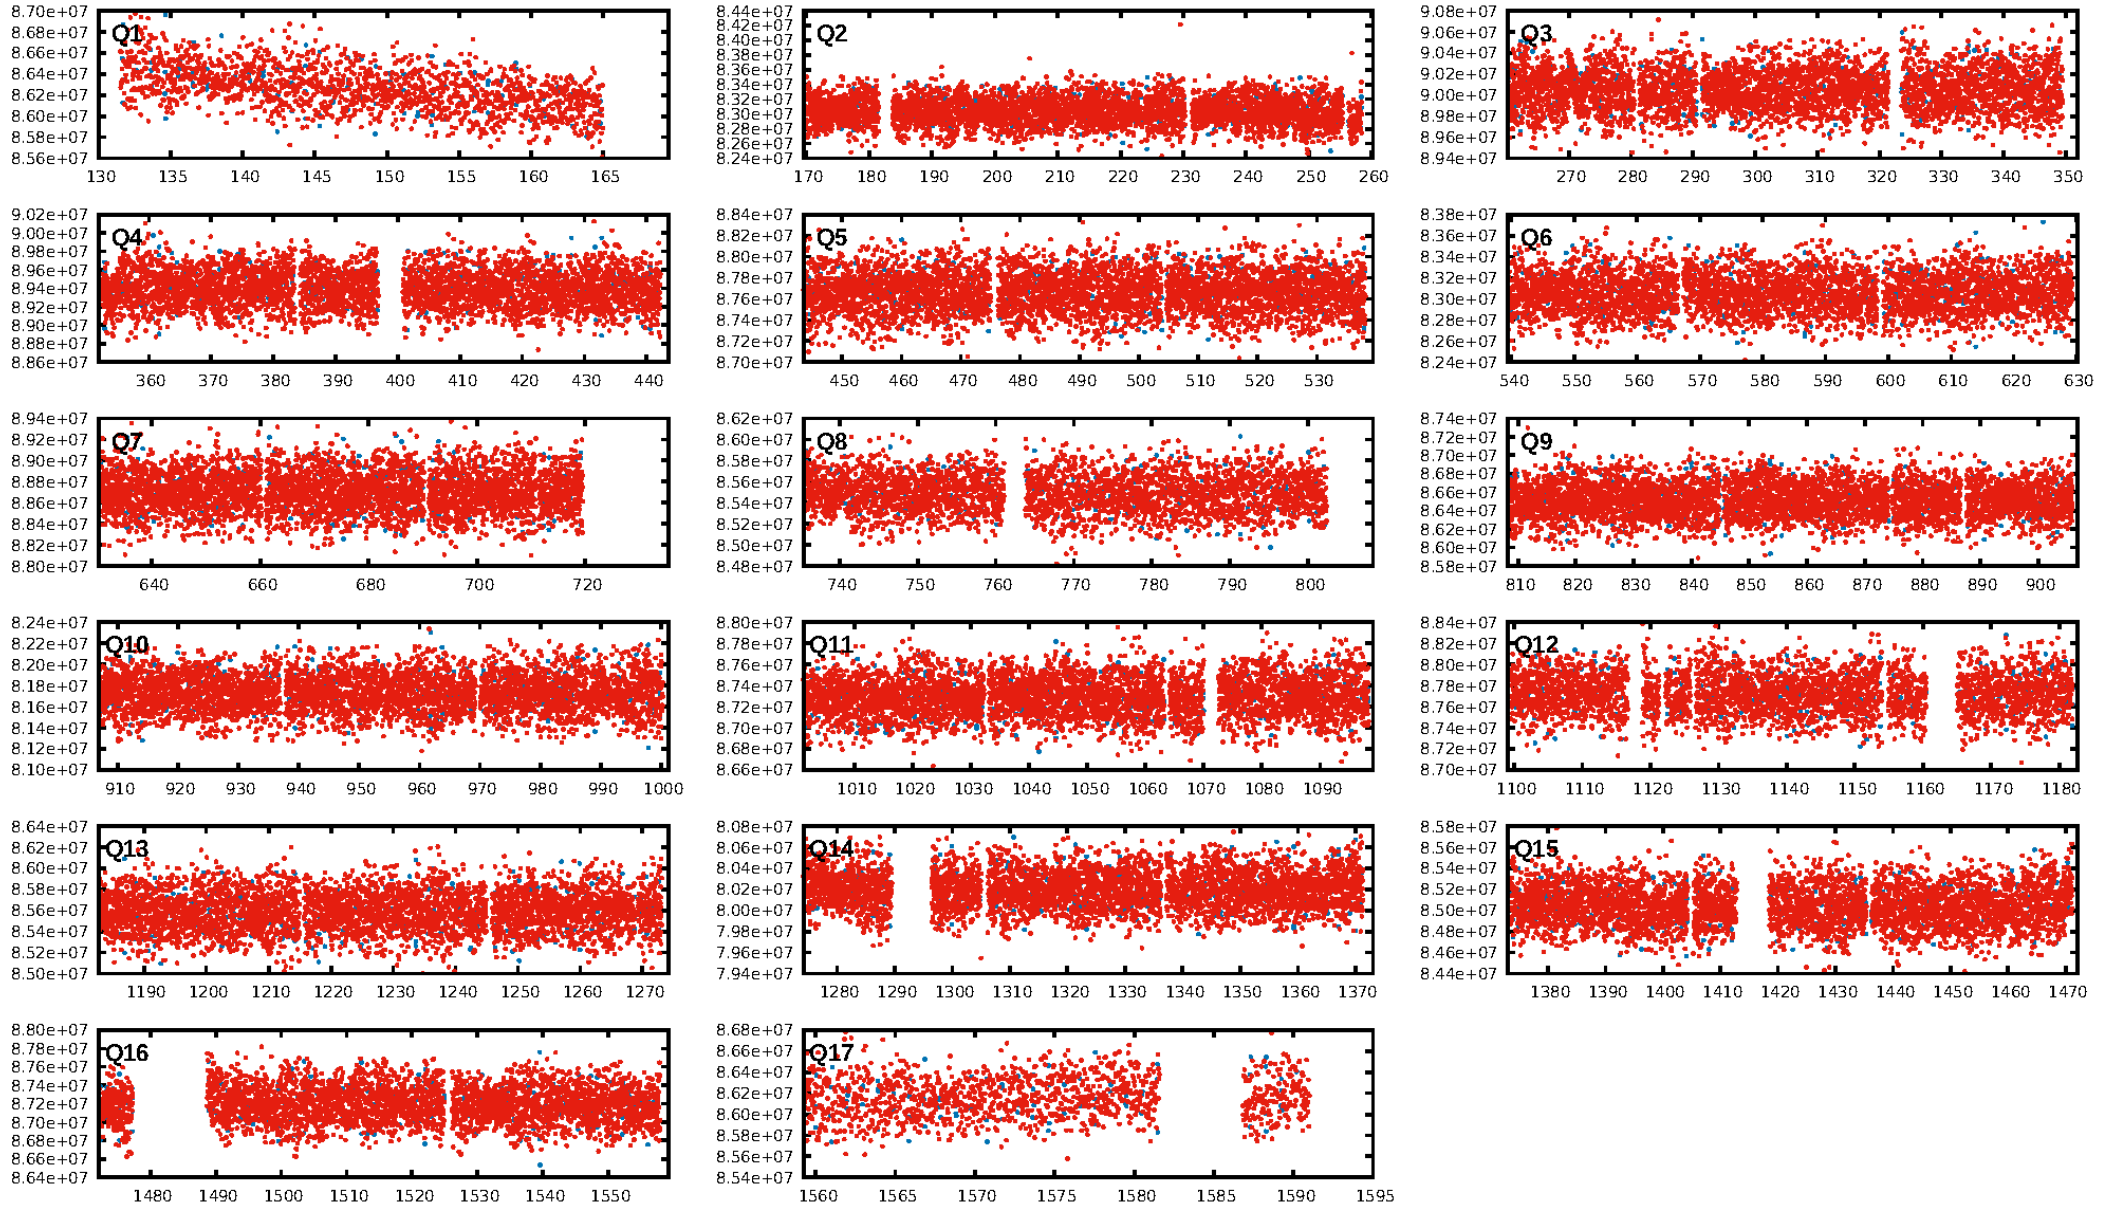 8.70e+07
8.68e+07
8.66e+07
8.64e+07
8.62e+07
8.60e+07
8.58e+07
8.56e+07
Q1
130 135 140 145 150 155 160 165
8.44e+07
8.42e+07
8.40e+07
8.38e+07
8.36e+07
8.34e+07
8.32e+07
8.30e+07
8.28e+07
8.26e+07
8.24e+07
Q2
170 180 190 200 210 220 230 240 250 260
9.08e+07
9.06e+07
9.04e+07
9.02e+07
9.00e+07
8.98e+07
8.96e+07
8.94e+07
Q3
270 280 290 300 310 320 330 340 350
9.02e+07
9.00e+07
8.98e+07
8.96e+07
8.94e+07
8.92e+07
8.90e+07
8.88e+07
8.86e+07
Q4
360 370 380 390 400 410 420 430 440
8.84e+07
8.82e+07
8.80e+07
8.78e+07
8.76e+07
8.74e+07
8.72e+07
8.70e+07
Q5
450 460 470 480 490 500 510 520 530
8.38e+07
8.36e+07
8.34e+07
8.32e+07
8.30e+07
8.28e+07
8.26e+07
8.24e+07
Q6
540 550 560 570 580 590 600 610 620 630
8.94e+07
8.92e+07
8.90e+07
8.88e+07
8.86e+07
8.84e+07
8.82e+07
8.80e+07
Q7
640 660 680 700 720
8.62e+07
8.60e+07
8.58e+07
8.56e+07
8.54e+07
8.52e+07
8.50e+07
8.48e+07
Q8
740 750 760 770 780 790 800
8.74e+07
8.72e+07
8.70e+07
8.68e+07
8.66e+07
8.64e+07
8.62e+07
8.60e+07
8.58e+07
Q9
810 820 830 840 850 860 870 880 890 900
8.24e+07
8.22e+07
8.20e+07
8.18e+07
8.16e+07
8.14e+07
8.12e+07
8.10e+07
Q10
910 920 930 940 950 960 970 980 990 1000
8.80e+07
8.78e+07
8.76e+07
8.74e+07
8.72e+07
8.70e+07
8.68e+07
8.66e+07
Q11
1010 1020 1030 1040 1050 1060 1070 1080 1090
8.84e+07
8.82e+07
8.80e+07
8.78e+07
8.76e+07
8.74e+07
8.72e+07
8.70e+07
Q12
1100 1110 1120 1130 1140 1150 1160 1170 1180
8.64e+07
8.62e+07
8.60e+07
8.58e+07
8.56e+07
8.54e+07
8.52e+07
8.50e+07
Q13
1190 1200 1210 1220 1230 1240 1250 1260 1270
8.08e+07
8.06e+07
8.04e+07
8.02e+07
8.00e+07
7.98e+07
7.96e+07
7.94e+07
Q14
1280 1290 1300 1310 1320 1330 1340 1350 1360 1370
8.58e+07
8.56e+07
8.54e+07
8.52e+07
8.50e+07
8.48e+07
8.46e+07
8.44e+07
Q15
1380 1390 1400 1410 1420 1430 1440 1450 1460 1470
8.80e+07
8.78e+07
8.76e+07
8.74e+07
8.72e+07
8.70e+07
8.68e+07
8.66e+07
8.64e+07
Q16
1480 1490 1500 1510 1520 1530 1540 1550
8.68e+07
8.66e+07
8.64e+07
8.62e+07
8.60e+07
8.58e+07
8.56e+07
8.54e+07
Q17
1560 1565 1570 1575 1580 1585 1590 1595